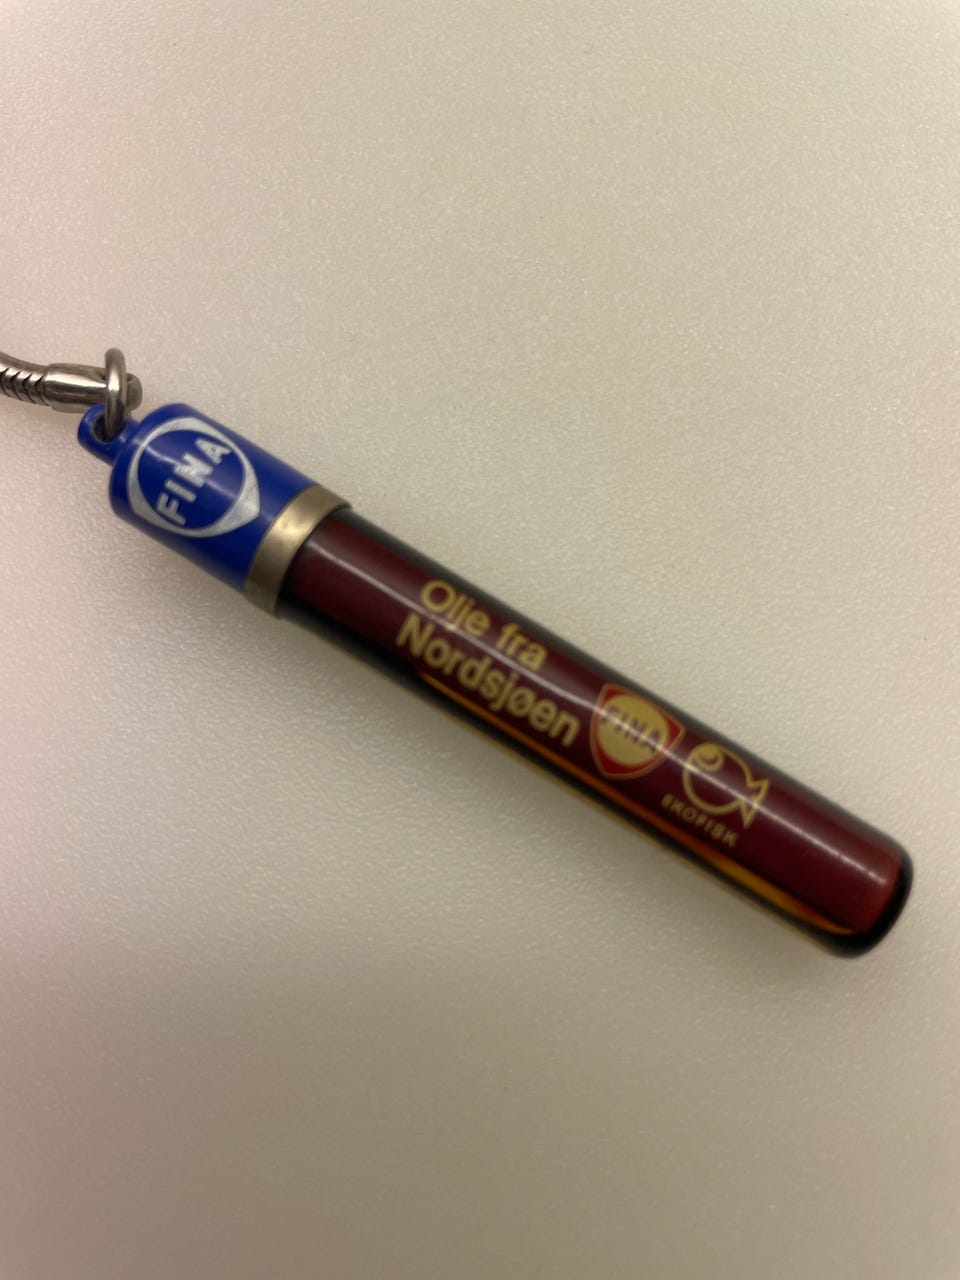 FINA
Olje fra
Nordsjøen
FINA
EKOFISK